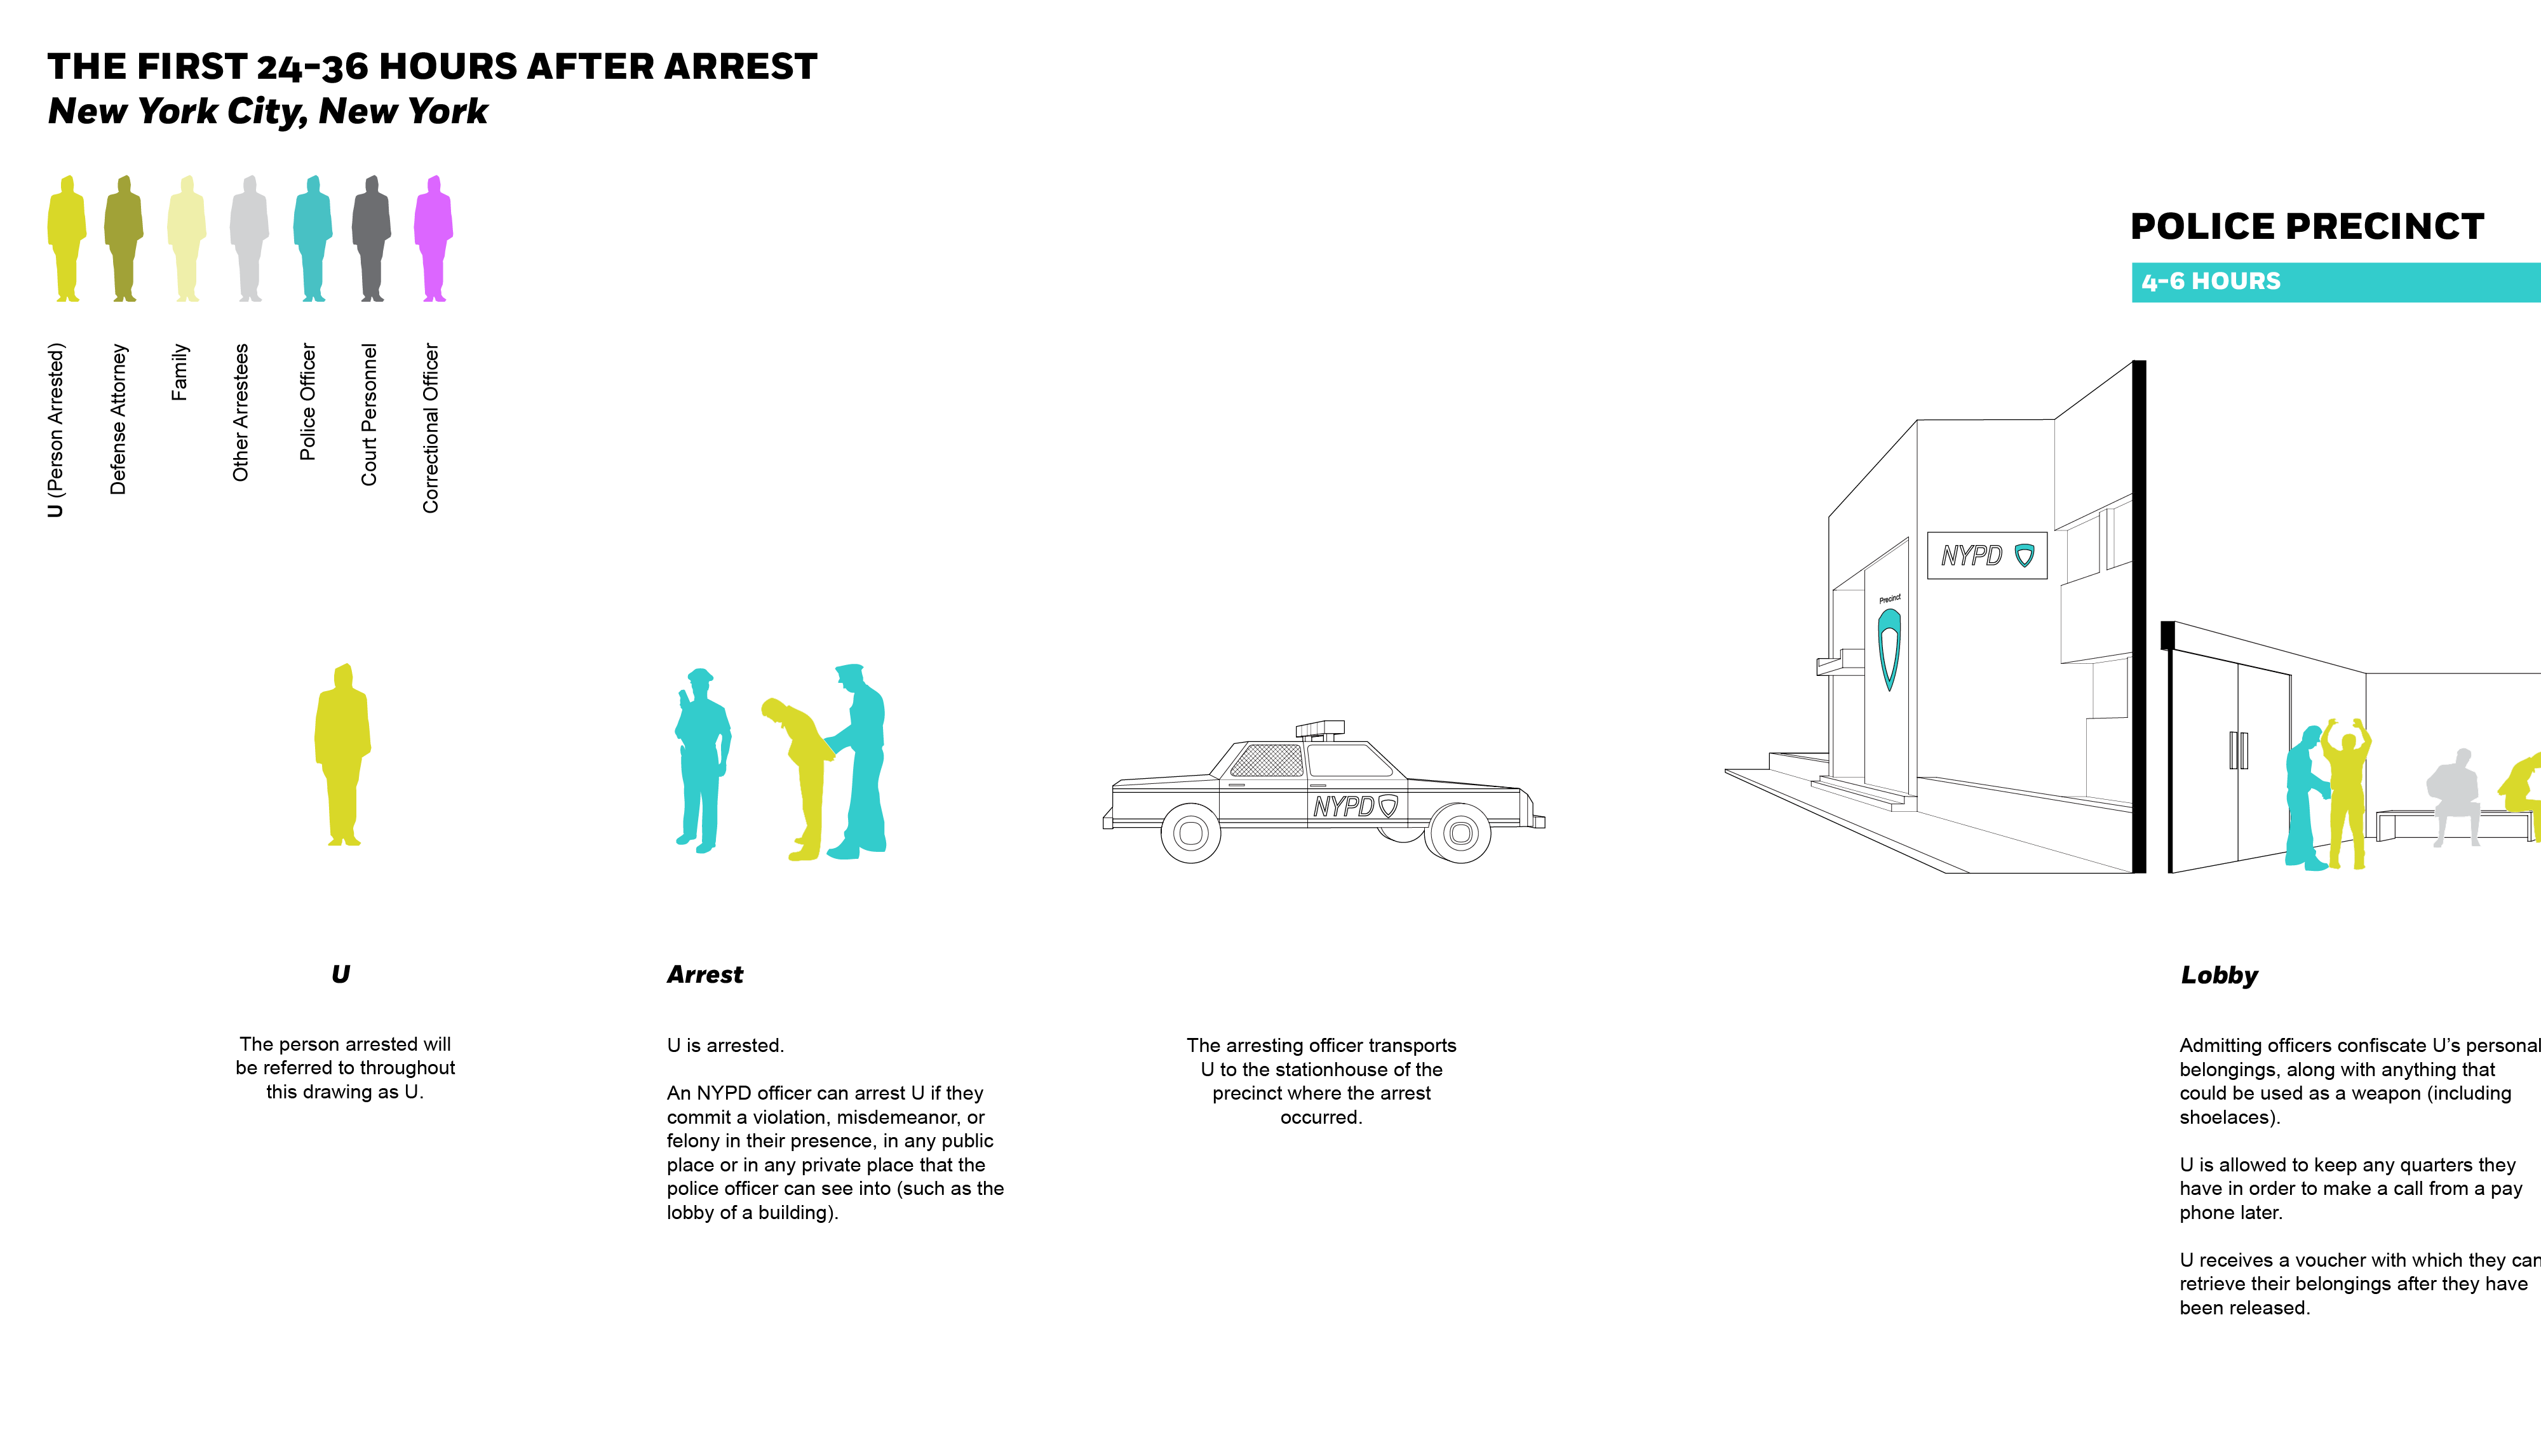 THE FIRST 24-36 HOURS AFTER ARREST
New York City, New York
U (Person Arrested)
Defense Attorney
Family
Other Arrestees
Police Officer
Court Personnel
Correctional Officer
POLICE PRECINCT
4-6 HOURS
NYPD
Precinct
NYPD
U
The person arrested will
be referred to throughout
this drawing as U.
Arrest
U is arrested.
An NYPD officer can arrest U if they
commit a violation, misdemeanor, or
felony in their presence, in any public
place or in any private place that the
police officer can see into (such as the
lobby of a building).
The arresting officer transports
U to the stationhouse of the
precinct where the arrest
occurred.
Lobby
Admitting officers confiscate U’s personal
belongings, along with anything that
could be used as a weapon (including
shoelaces).
U is allowed to keep any quarters they
have in order to make a call from a pay
phone later.
U receives a voucher with which they can
retrieve their belongings after they have
been released.